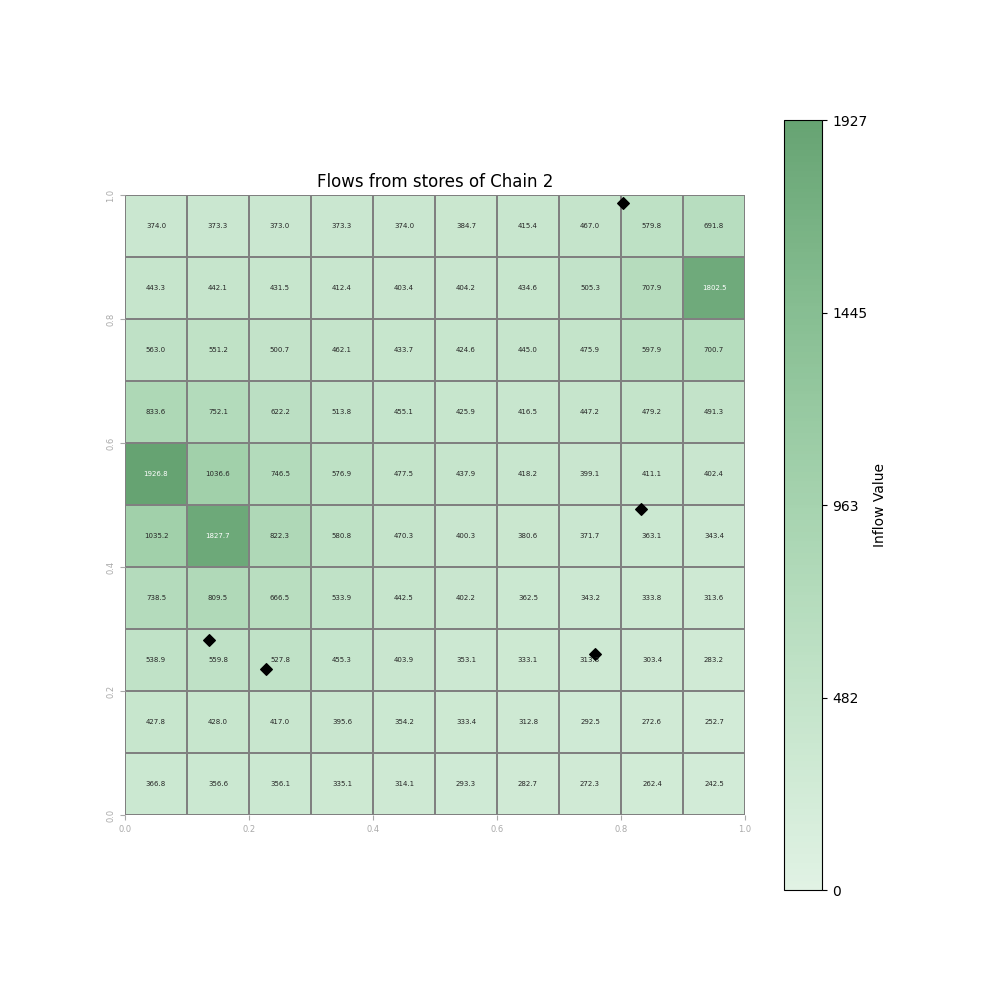 Flows from stores of Chain 2
1927
1445
963
482
0
Inflow Value
1.0
0.8
0.6
0.4
0.2
0.0
374.0 373.3 373.0 373.3 374.0 384.7 415.4 467.0 579.8 691.8
443.3 442.1 431.5 412.4 403.4 404.2 434.6 505.3 707.9 1802.5
563.0 551.2 500.7 462.1 433.7 424.6 445.0 475.9 597.9 700.7
833.6 752.1 622.2 513.8 455.1 425.9 416.5 447.2 479.2 491.3
1926.8 1036.6 746.5 576.9 477.5 437.9 418.2 399.1 411.1 402.4
1035.2 1827.7 822.3 580.8 470.3 400.3 380.6 371.7 363.1 343.4
738.5 809.5 666.5 533.9 442.5 402.2 362.5 343.2 333.8 313.6
538.9 559.8 527.8 455.3 403.9 353.1 333.1 303.4 283.2
427.8 428.0 417.0 395.6 354.2 333.4 312.8 292.5 272.6 252.7
366.8 356.6 356.1 335.1 314.1 293.3 282.7 272.3 262.4 242.5
0.0 0.2 0.4 0.6 0.8 1.0